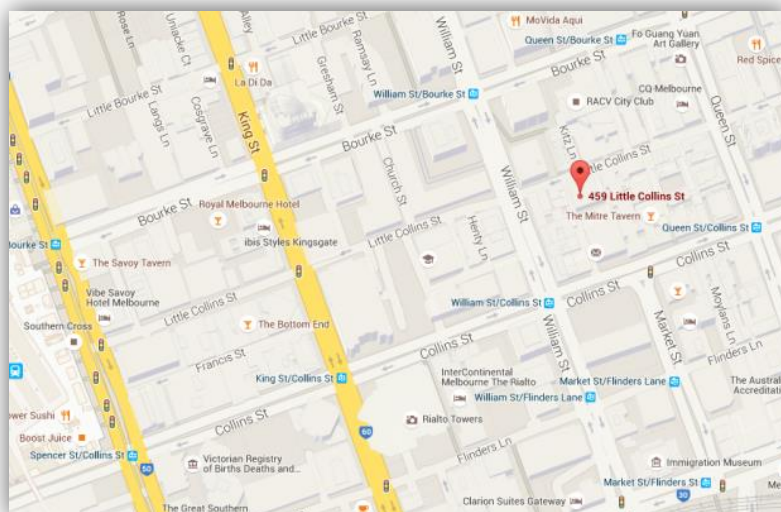 MoVida Aqui
Fo Guang Yuan
Art Gallery
Queen St/Bourke St
Rose Ln
Uniacke Ct
Alley
Ramsay Ln
William St
Bourke St
Red Spice
La Di Da
Gresham St
CQ Melbourne
Little Bourke St
Langs Ln
Cosgrave Ln
William St/Bourke St
RACV City Club
Queen St
King St
Bourke St
Kitz Ln
ttle Collins St
Church St
William St
459 Little Collins St
Royal Melbourne Hotel
The Mitre Tavern
Bourke St
Queen St/Collins St
ibis Styles Kingsgate
Little Collins St
Henty Ln
ourke St
The Savoy Tavern
Collins St
Vibe Savoy
Hotel Melbourne
Little Collins St
William St/Collins St
Collins St
Southern Cross
The Bottom End
Moylans Ln
William St
Market St
Francis St
Collins St
Flinders Ln
InterContinental
Melbourne The Rialto
King St/Collins St
Market St/Flinders Lane
The Austral
Accreditati
William St/Flinders Lane
ower Sushi
Rialto Towers
Boost Juice
Collins St
60
Flinders Ln
Spencer St/Collins St
50
Victorian Registry
of Births Deaths and...
Immigration Museum
Market St/Flinders St
Me
Clarion Suites Gateway
30
The Great Southern